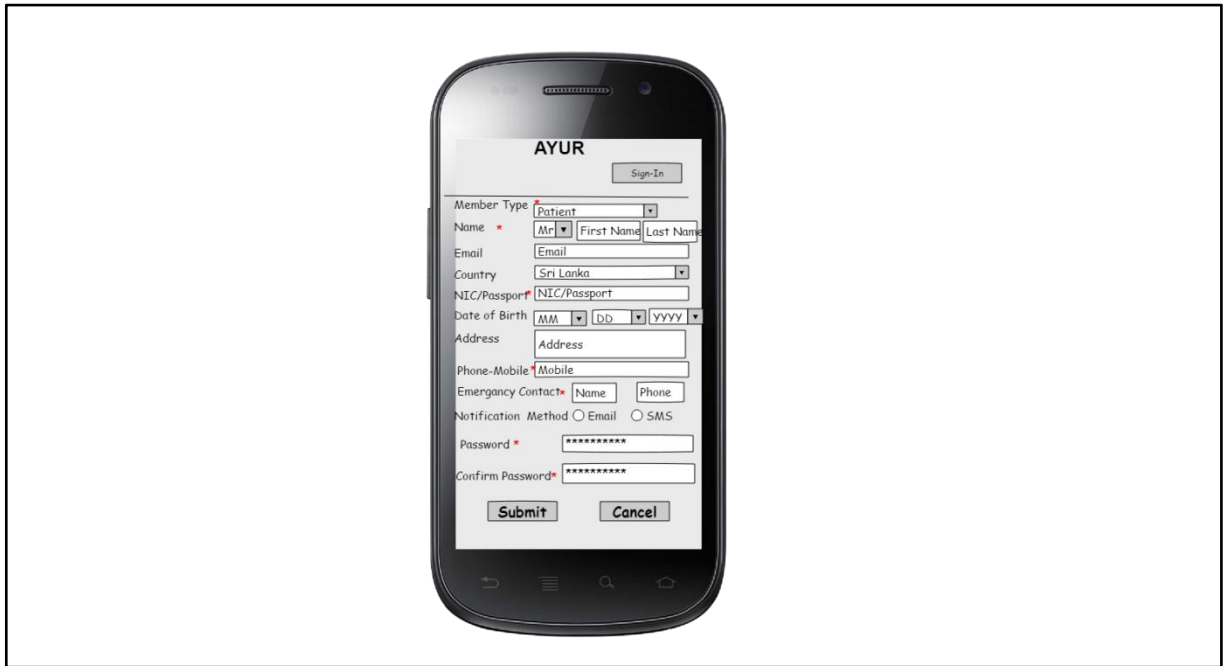 AYUR
Sign-In
Member Type * Patient
Name * Mr First Name Last Name
Email Email
Country Sri Lanka
NIC/Passport* NIC/Passport
Date of Birth MM DD YYYY
Address Address
Phone-Mobile* Mobile
Emergancy Contact* Name Phone
Notification Method Email SMS
Password * **********
Confirm Password* **********
Submit Cancel